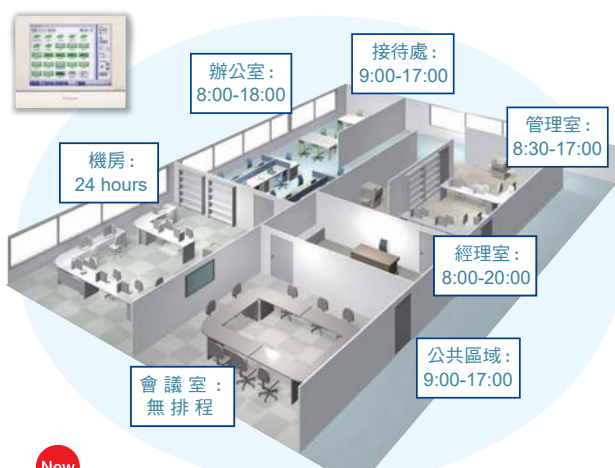 接待處：
9:00-17:00
辦公室：
8:00-18:00
管理室：
8:30-17:00
機房：
24 hours
經理室：
8:00-20:00
公共區域：
9:00-17:00
會 議 室 ：
無 排 程
New